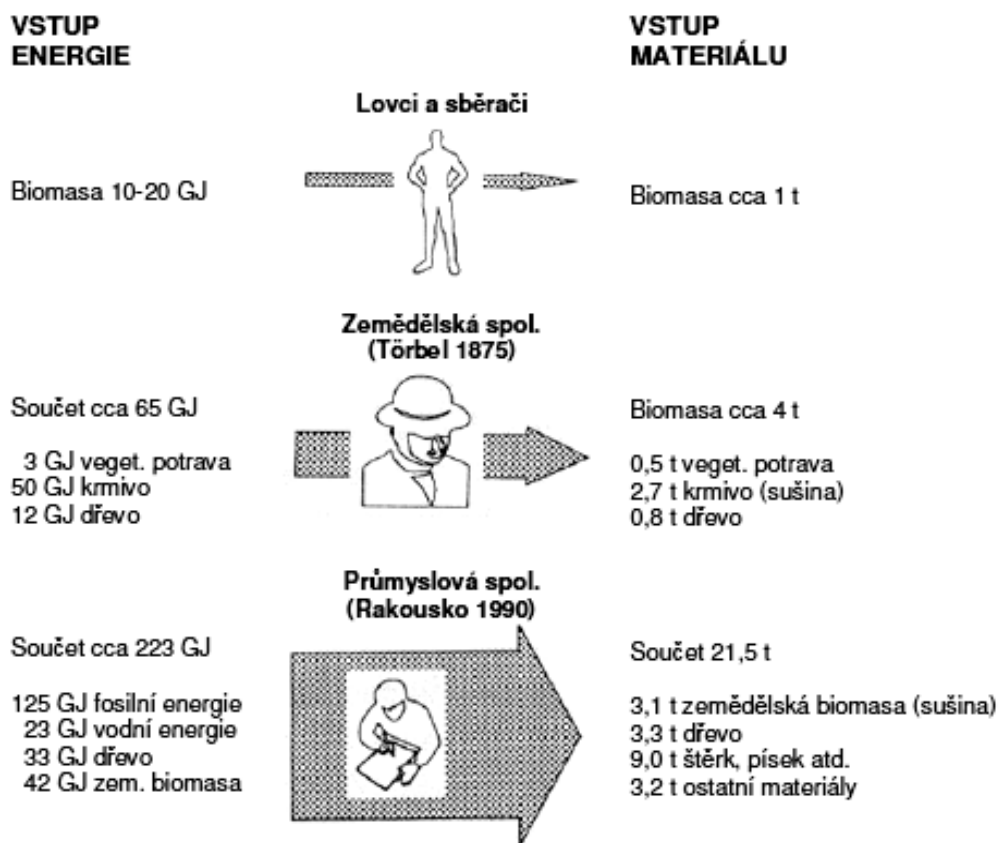 VSTUP
ENERGIE
VSTUP
MATERIÁLU
Lovci a sběrači
Biomasa 10-20 GJ
Biomasa cca 1 t
Zemědělská spol.
(Törbel 1875)
Součet cca 65 GJ
3 GJ veget. potrava
50 GJ krmivo
12 GJ dřevo
Biomasa cca 4 t
0,5 t veget. potrava
2,7 t krmivo (sušina)
0,8 t dřevo
Průmyslová spol.
(Rakousko 1990)
Součet cca 223 GJ
125 GJ fosilní energie
23 GJ vodní energie
33 GJ dřevo
42 GJ zem. biomasa
Součet 21,5 t
3,1 t zemědělská biomasa (sušina)
3,3 t dřevo
9,0 t štěrk, písek atd.
3,2 t ostatní materiály